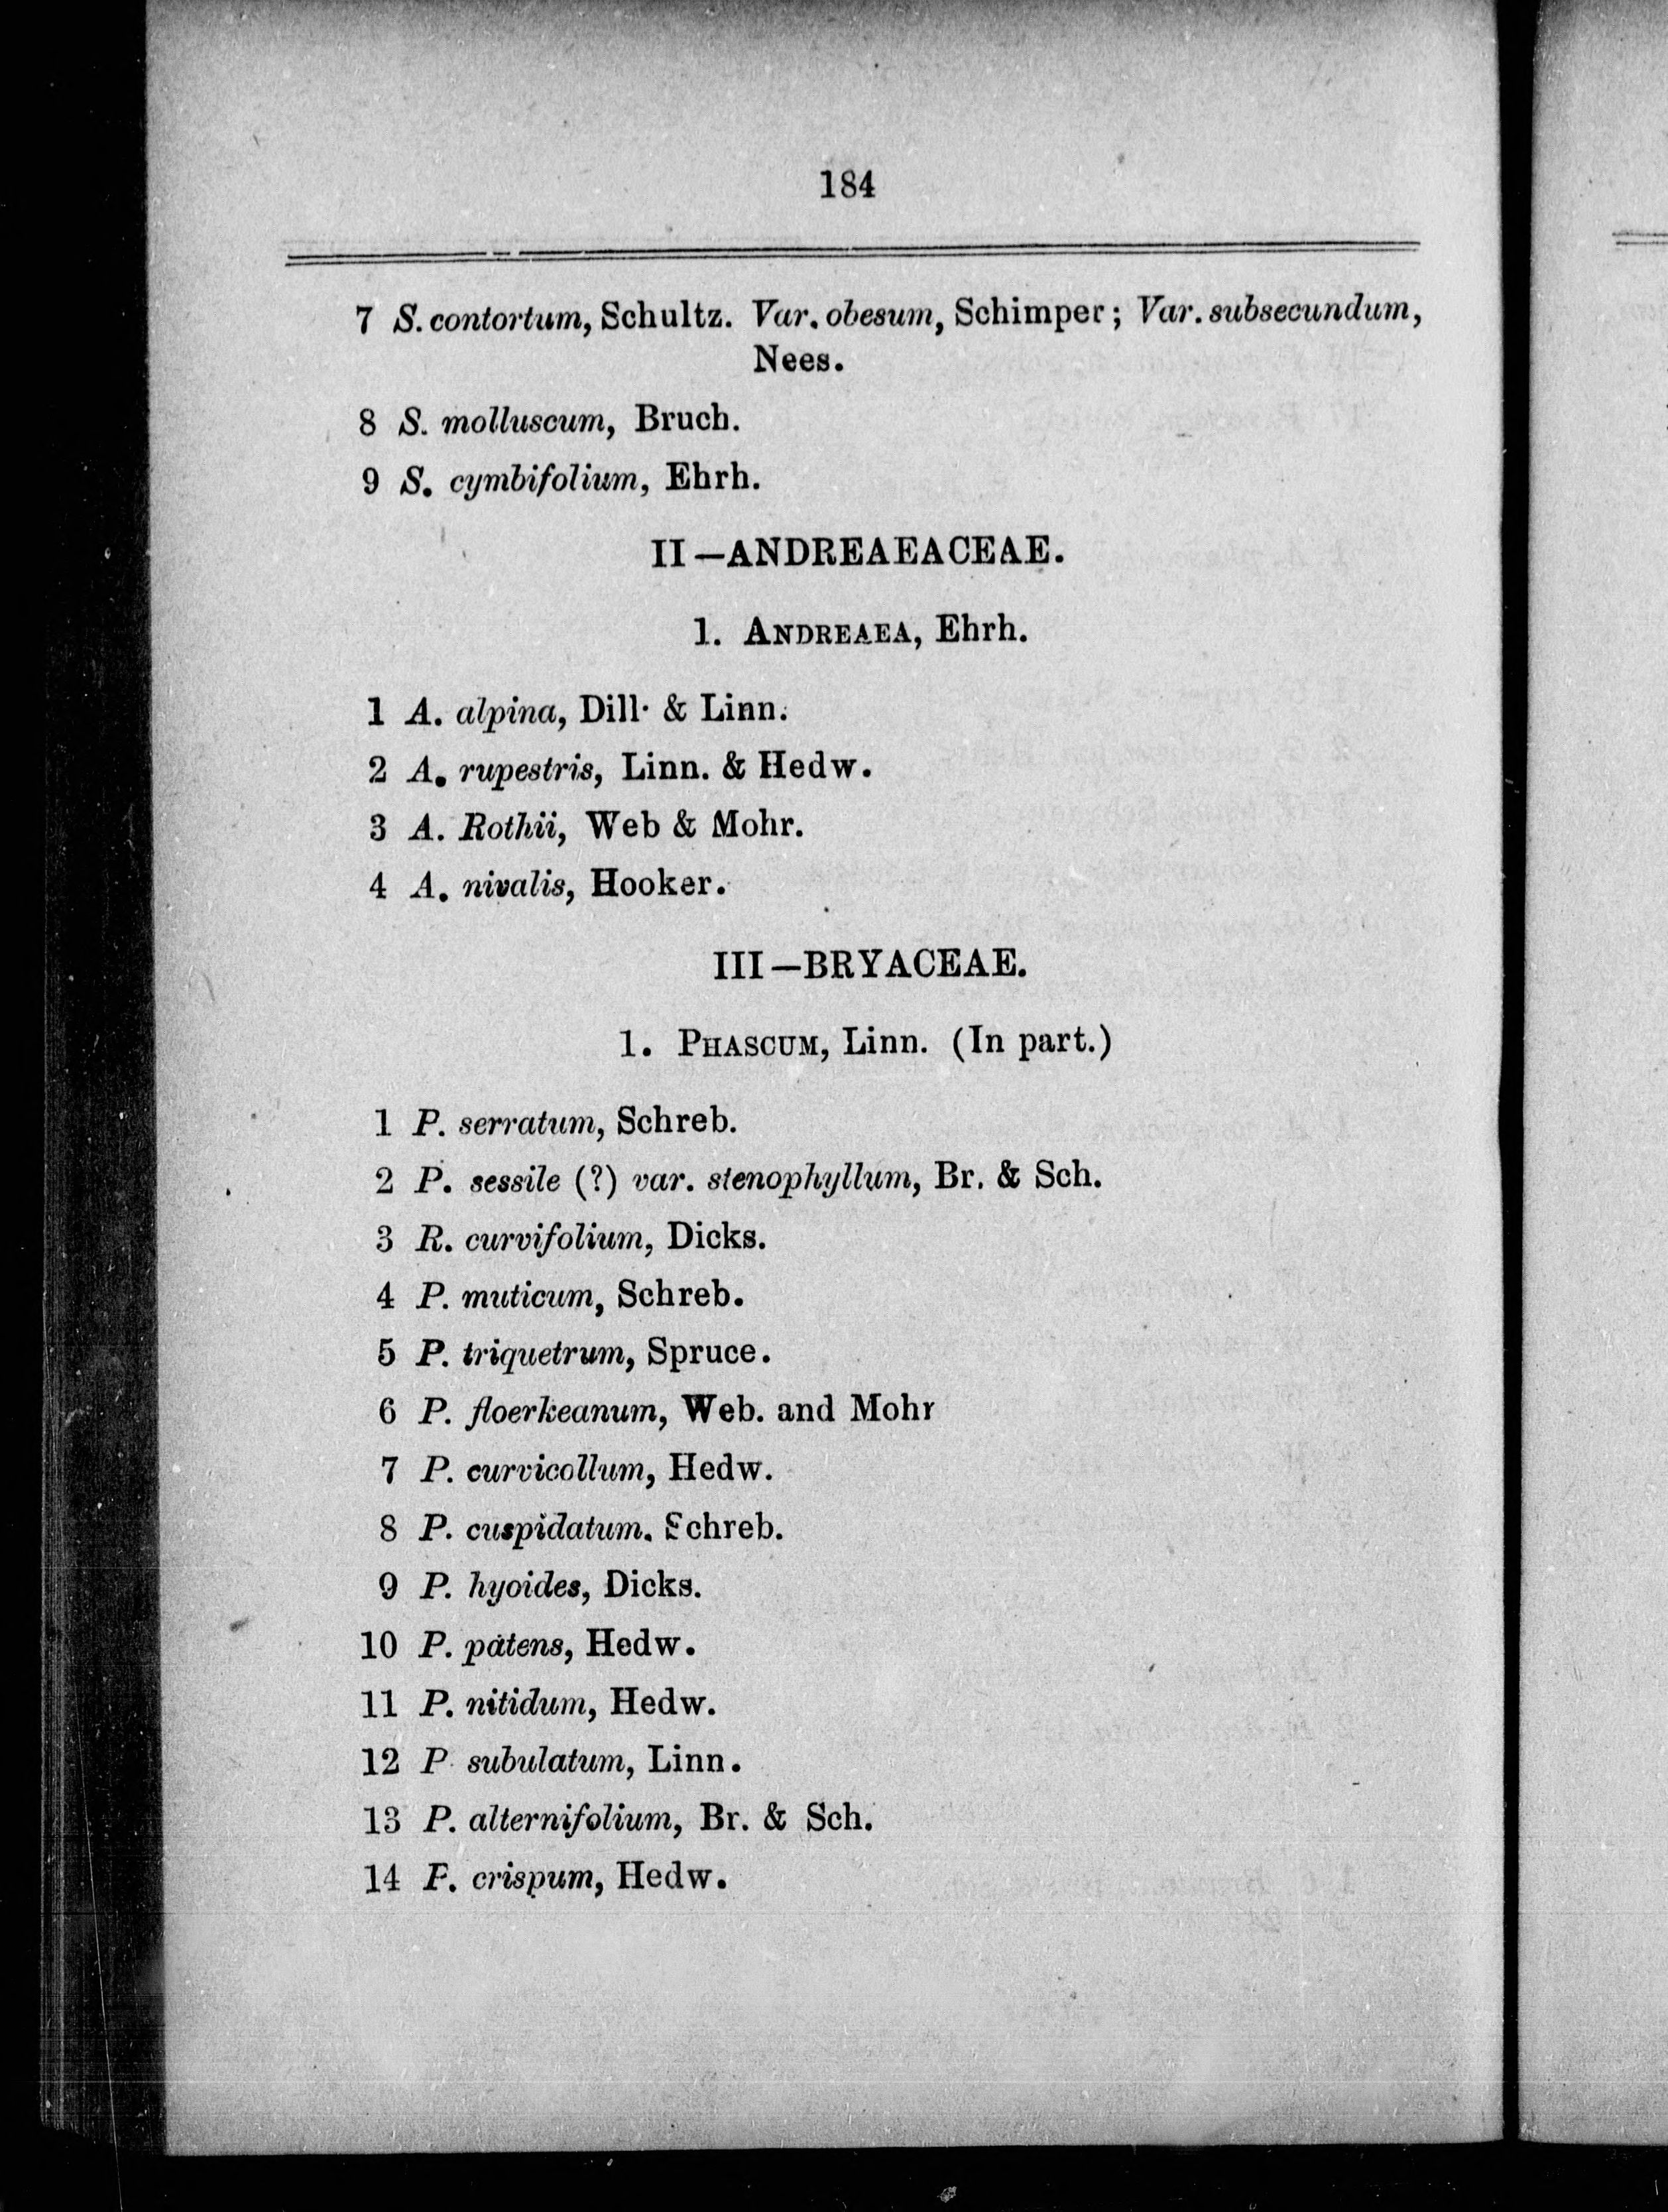 184
7 S. contortum, Schultz. Var. obesum, Schimper; Var. subsecundum,
Nees.
8 S. molluscum, Bruch.
9 S. cymbifolium, Ehrh.
II—ANDREAEACEAE.
1. ANDREAEA, Ehrh.
1 A. alpina, Dill· & Linn.
2 A. rupestris, Linn. & Hedw.
3 A. Rothii, Web & Mohr.
4 A. nivalis, Hooker.
III—BRYACEAE.
1. PHASCUM, Linn. (In part.)
1 P. serratum, Schreb.
2 P. sessile (?) var. stenophyllum, Br. & Sch.
3 R. curvifolium, Dicks.
4 P. muticum, Schreb.
5 P. triquetrum, Spruce.
6 P. floerkeanum, Web. and Mohr
7 P. curvicollum, Hedw.
8 P. cuspidatum. Schreb.
9 P. hyoides, Dicks.
10 P. patens, Hedw.
11 P. nitidum, Hedw.
12 P subulatum, Linn.
13 P. alternifolium, Br. & Sch.
14 P. crispum, Hedw.